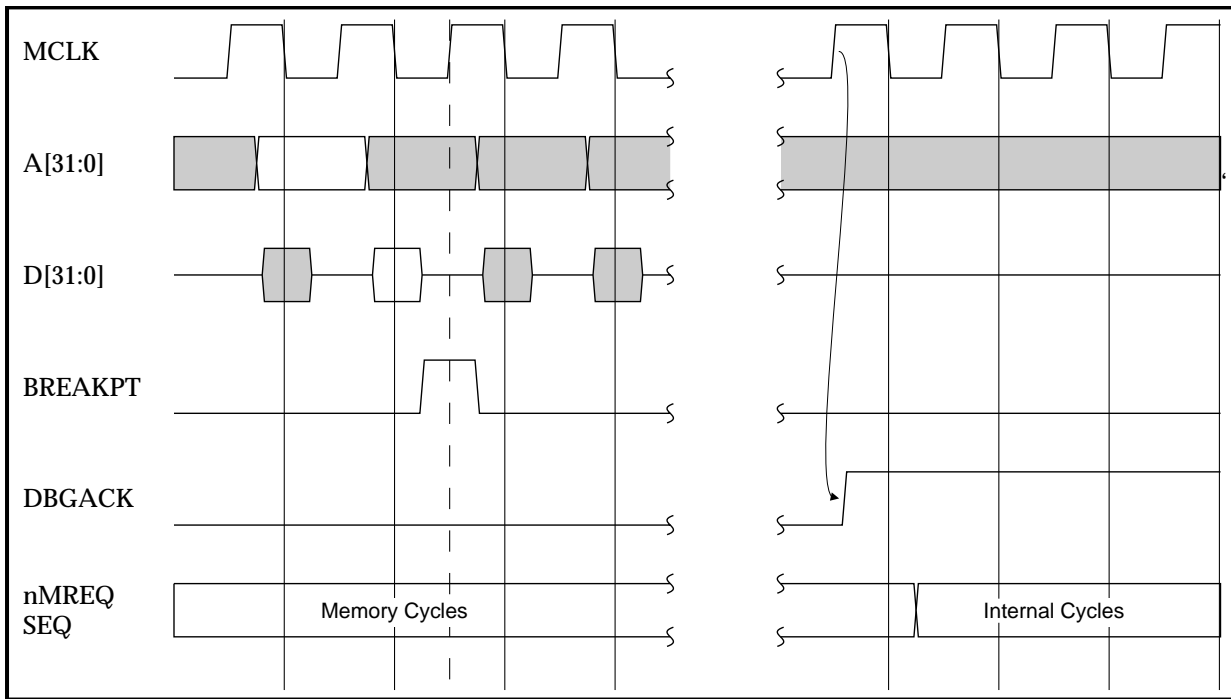 MCLK
A[31:0]
D[31:0]
BREAKPT
DBGACK
nMREQ
SEQ
Memory Cycles
Internal Cycles